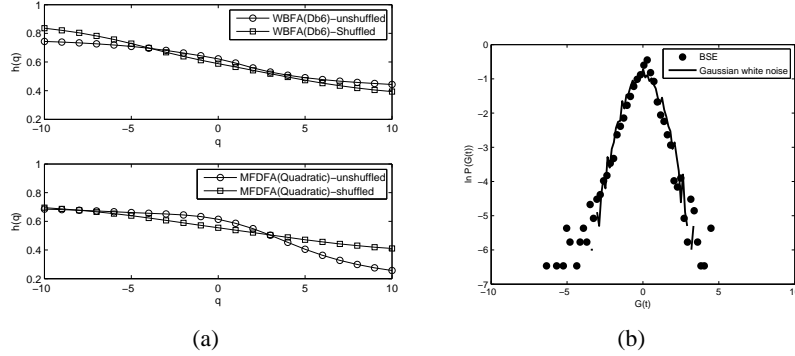 1
0.8
0.6
0.4
0.2
h(q)
−10 −5 0 5 10
q
WBFA(Db6)−unshuffled
WBFA(Db6)−Shuffled
1
0.8
0.6
0.4
0.2
h(q)
−10 −5 0 5 10
q
MFDFA(Quadratic)−unshuffled
MFDFA(Quadratic)−shuffled
(a)
0
−1
−2
−3
−4
−5
−6
−7
ln P(G(t))
−10 −5 0 5 10
G(t)
BSE
Gaussian white noise
(b)